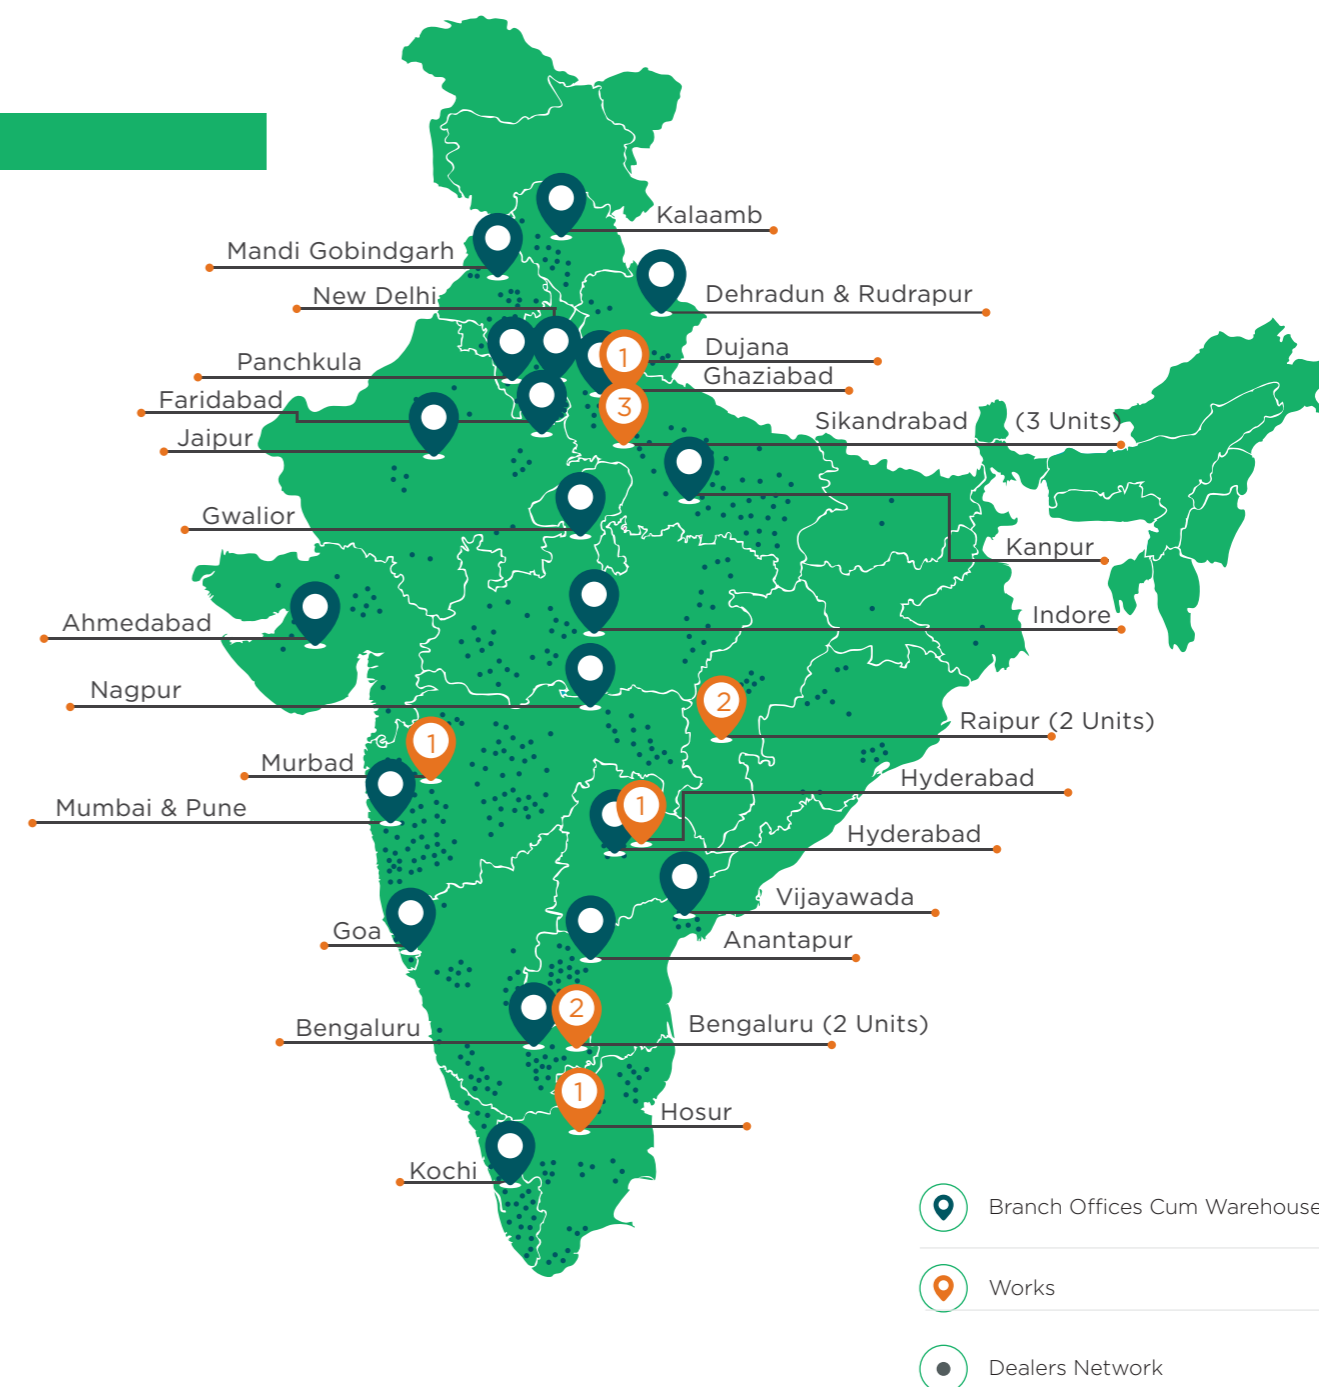 Kalaamb
Mandi Gobindgarh
New Delhi
Dehradun & Rudrapur
Dujana
1
Panchkula
Ghaziabad
Faridabad
3
Sikandrabad (3 Units)
Jaipur
Gwalior
Kanpur
Ahmedabad
Indore
Nagpur
2
Raipur (2 Units)
1
Murbad
Hyderabad
Mumbai & Pune
1
Hyderabad
Vijayawada
Goa
Anantapur
2
Bengaluru
Bengaluru (2 Units)
1
Hosur
Kochi
Branch Offices Cum Warehouse
Works
Dealers Network